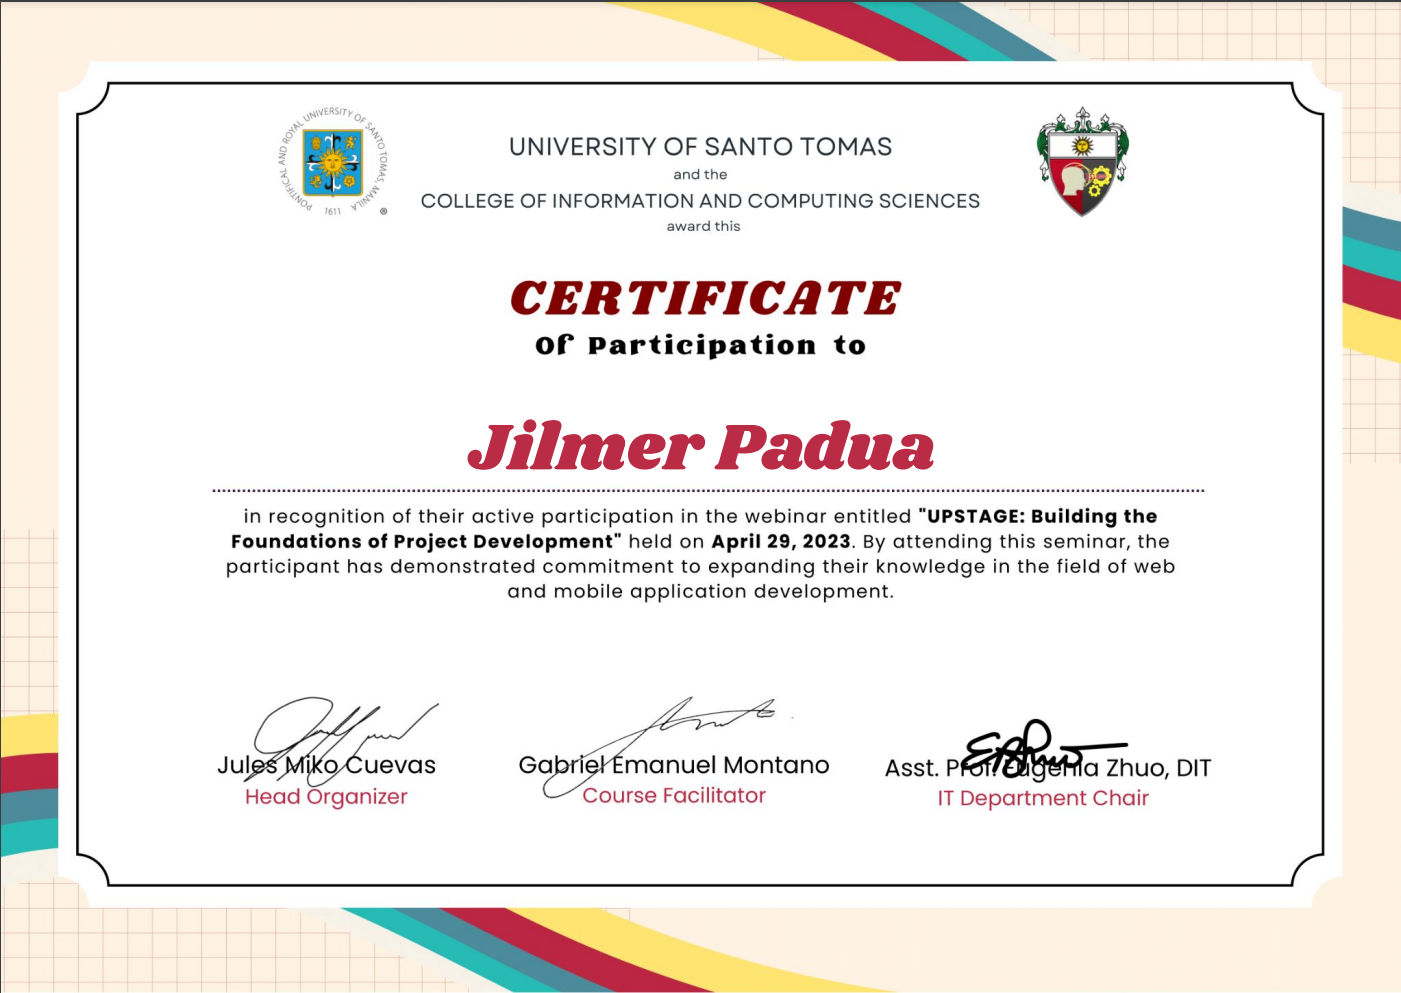 PONTIFICAL AND ROYAL UNIVERSITY OF SANTO TOMAS, MANILA
1611
®
UNIVERSITY OF SANTO TOMAS
and the
COLLEGE OF INFORMATION AND COMPUTING SCIENCES
award this
CERTIFICATE
Of Participation to
Jilmer Padua
in recognition of their active participation in the webinar entitled "UPSTAGE: Building the
Foundations of Project Development" held on April 29, 2023. By attending this seminar, the
participant has demonstrated commitment to expanding their knowledge in the field of web
and mobile application development.
Jules Miko Cuevas
Head Organizer
Gabriel Emanuel Montano
Course Facilitator
Asst. Prof. Eugenia Zhuo, DIT
IT Department Chair